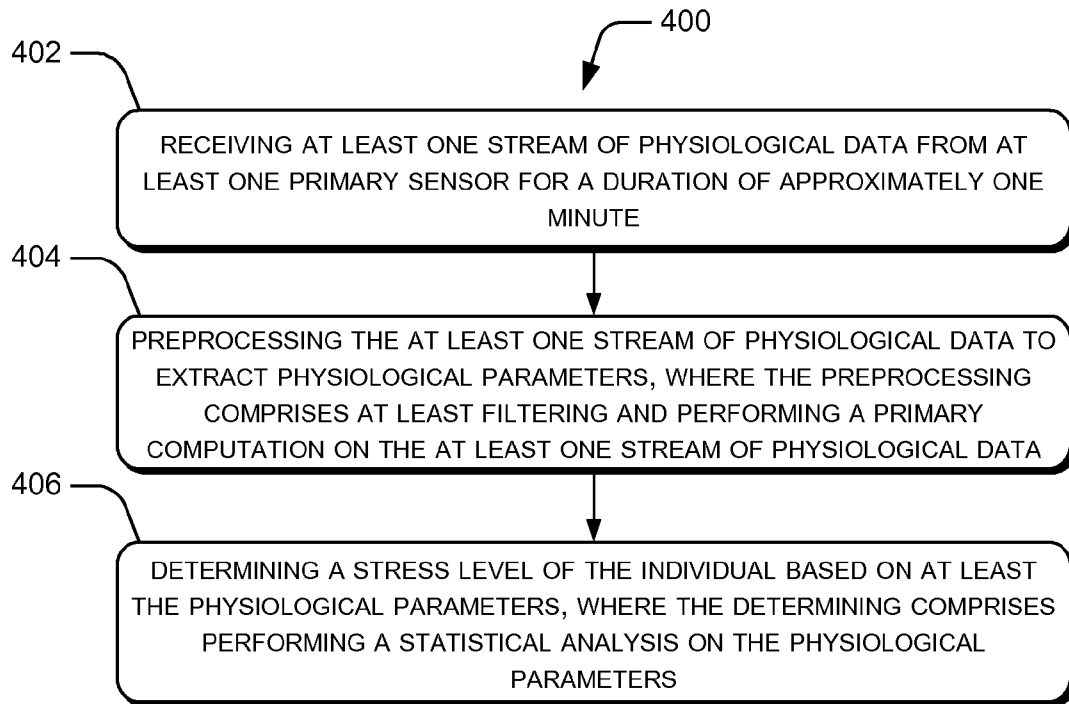 400
402
RECEIVING AT LEAST ONE STREAM OF PHYSIOLOGICAL DATA FROM AT
LEAST ONE PRIMARY SENSOR FOR A DURATION OF APPROXIMATELY ONE
MINUTE
404
PREPROCESSING THE AT LEAST ONE STREAM OF PHYSIOLOGICAL DATA TO
EXTRACT PHYSIOLOGICAL PARAMETERS, WHERE THE PREPROCESSING
COMPRISES AT LEAST FILTERING AND PERFORMING A PRIMARY
COMPUTATION ON THE AT LEAST ONE STREAM OF PHYSIOLOGICAL DATA
406
DETERMINING A STRESS LEVEL OF THE INDIVIDUAL BASED ON AT LEAST
THE PHYSIOLOGICAL PARAMETERS, WHERE THE DETERMINING COMPRISES
PERFORMING A STATISTICAL ANALYSIS ON THE PHYSIOLOGICAL
PARAMETERS